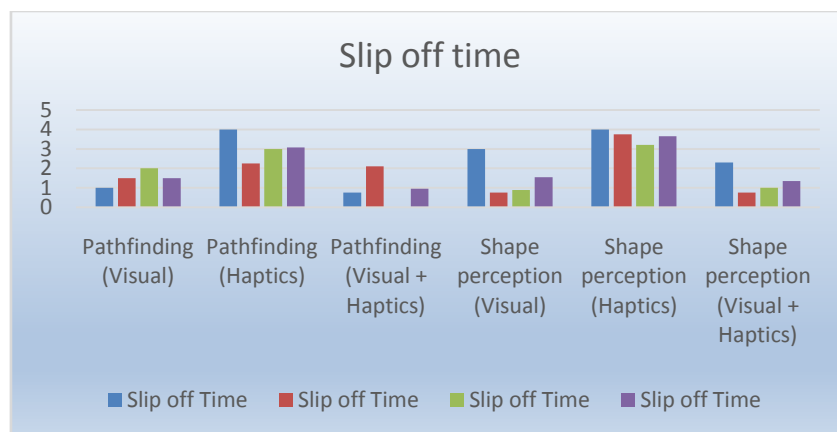 Slip off time
5
4
3
2
1
0
Pathfinding (Visual)
Pathfinding (Haptics)
Pathfinding (Visual + Haptics)
Shape perception (Visual)
Shape perception (Haptics)
Shape perception (Visual + Haptics)
Slip off Time Slip off Time Slip off Time Slip off Time